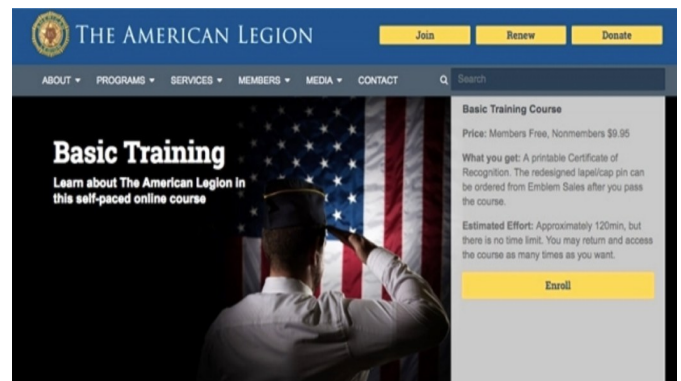 THE AMERICAN LEGION
Join
Renew
Donate
ABOUT
PROGRAMS
SERVICES
MEMBERS
MEDIA
CONTACT
Search
Basic Training
Learn about The American Legion in
this self-paced online course
Basic Training Course
Price: Members Free, Nonmembers $9.95
What you get: A printable Certificate of
Recognition. The redesigned lapel/cap pin can
be ordered from Emblem Sales after you pass
the course.
Estimated Effort: Approximately 120min, but
there is no time limit. You may return and access
the course as many times as you want.
Enroll